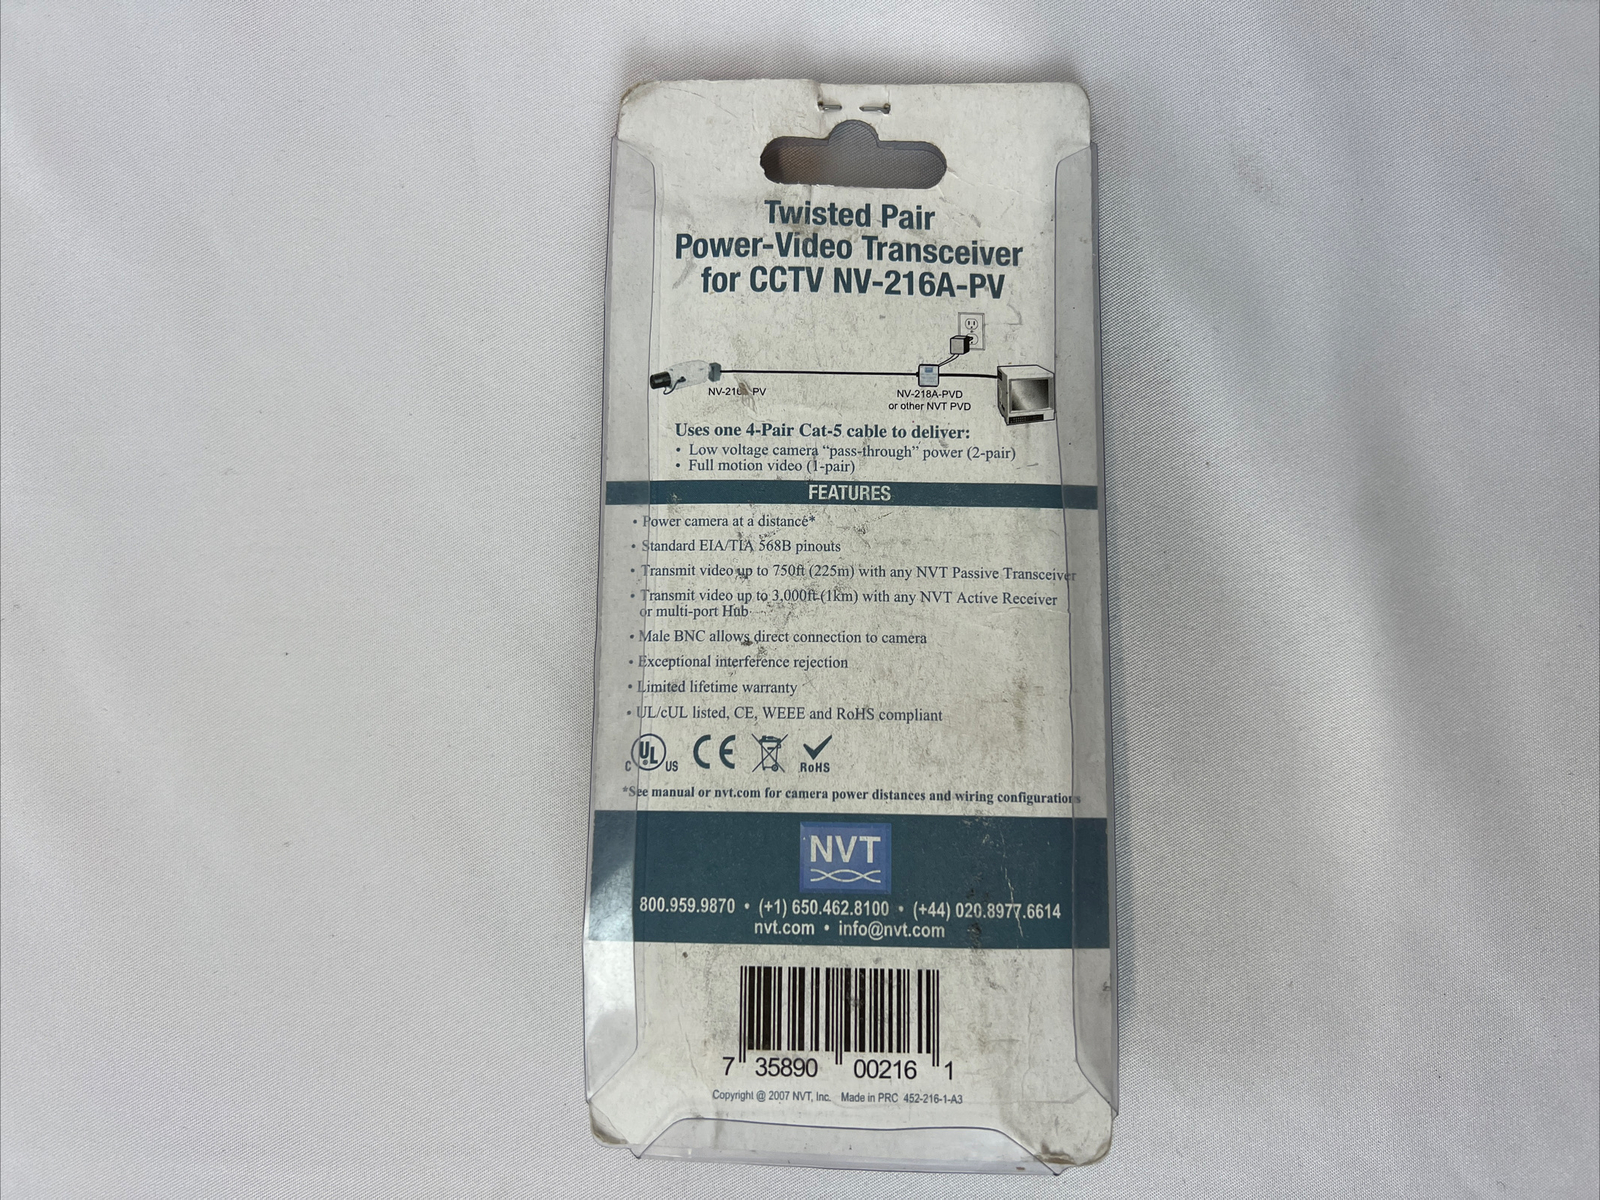 Twisted Pair
Power-Video Transceiver
for CCTV NV-216A-PV
NV-218A-PVD
or other NVT PVD
Uses one 4-Pair Cat-5 cable to deliver:
• Low voltage camera “pass-through” power (2-pair)
• Full motion video (1-pair)
FEATURES
• Power camera at a distance*
• Standard EIA/TIA 568B pinouts
• Transmit video up to 750ft (225m) with any NVT Passive Transceiver
• Transmit video up to 3,000ft (1km) with any NVT Active Receiver
or multi-port Hub
• Male BNC allows direct connection to camera
• Exceptional interference rejection
• Limited lifetime warranty
• UL/cUL listed, CE, WEEE and RoHS compliant
C UL US CE RoHS
*See manual or nvt.com for camera power distances and wiring configurations
NVT
800.959.9870 • (+1) 650.462.8100 • (+44) 020.8977.6614
nvt.com • info@nvt.com
7 35890 00216 1
Copyright @ 2007 NVT, Inc. Made in PRC 452-216-1-A3